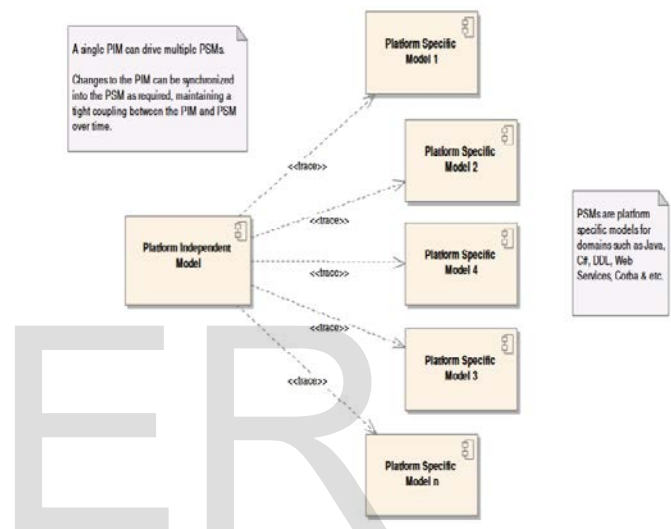 A single PIM can drive multiple PSMs.
Changes to the PIM can be synchronized
into the PSM as required, maintaining a
tight coupling between the PIM and PSM
over time.
Platform Specific
Model 1
<<trace>>
Platform Specific
Model 2
<<trace>>
Platform Independent
Model
<<trace>>
Platform Specific
Model 4
PSMs are platform
specific models for
domains such as Java,
C#, DDL, Web
Services, Corba & etc.
<<trace>>
Platform Specific
Model 3
<<trace>>
Platform Specific
Model n
ER